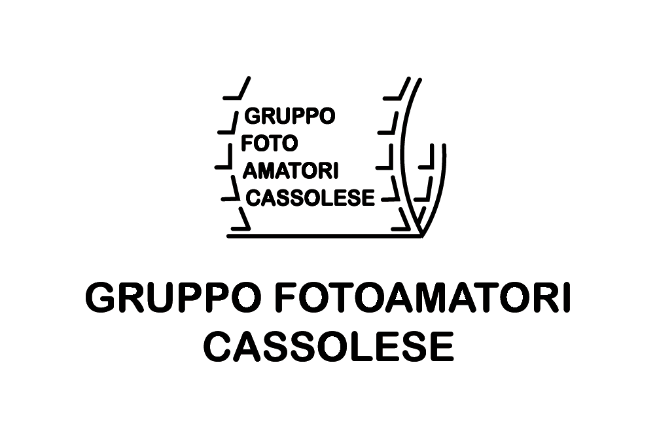 GRUPPO
FOTO
AMATORI
CASSOLESE
GRUPPO FOTOAMATORI
CASSOLESE